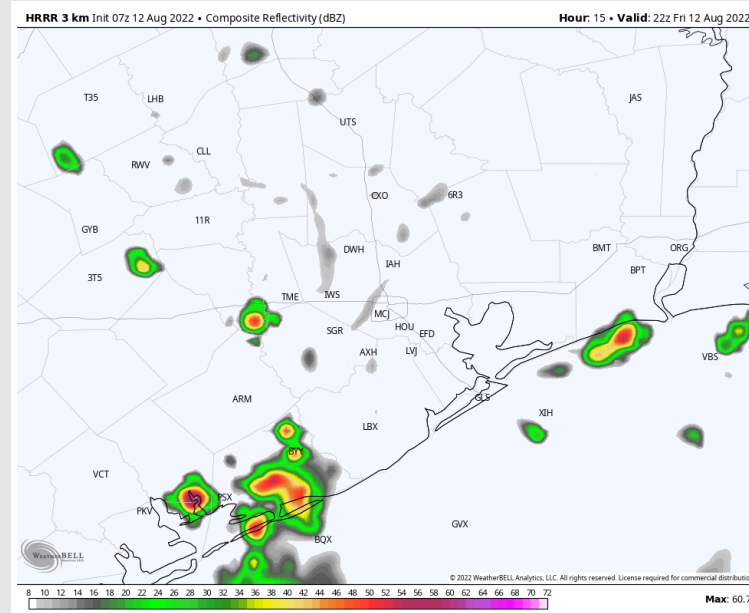 HRRR 3 km Init 07z 12 Aug 2022 • Composite Reflectivity (dBZ) Hour: 15 • Valid: 22z Fri 12 Aug 2022
T35 LHB JAS
UTS
RWV CLL
CXO 6R3
GYB 11R
DWH BMT ORG
IAH BPT
3T5
TME IWS
MCJ
SGR HOU EFD
AXH LVJ VBS
ARM GLS
LBX XIH
BYY
VCT PSX
PKV
BQX GVX
WEATHERBELL
© 2022 WeatherBELL Analytics, LLC. All rights reserved. License required for commercial distributio
8 10 12 14 16 18 20 22 24 26 28 30 32 34 36 38 40 42 44 46 48 50 52 54 56 58 60 62 64 66 68 70 72
Max: 60.7